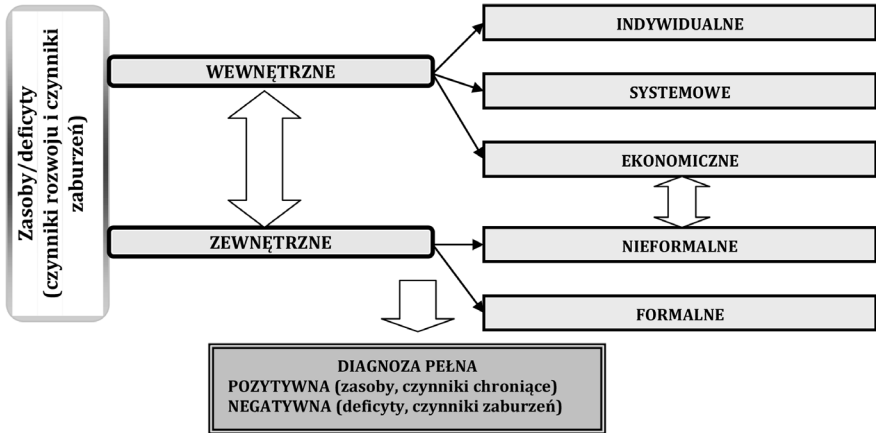 Zasoby/deficyty
(czynniki rozwoju i czynniki
zaburzeń)
WEWNĘTRZNE
INDYWIDUALNE
SYSTEMOWE
EKONOMICZNE
ZEWNĘTRZNE
NIEFORMALNE
FORMALNE
DIAGNOZA PEŁNA
POZYTYWNA (zasoby, czynniki chroniące)
NEGATYWNA (deficyty, czynniki zaburzeń)